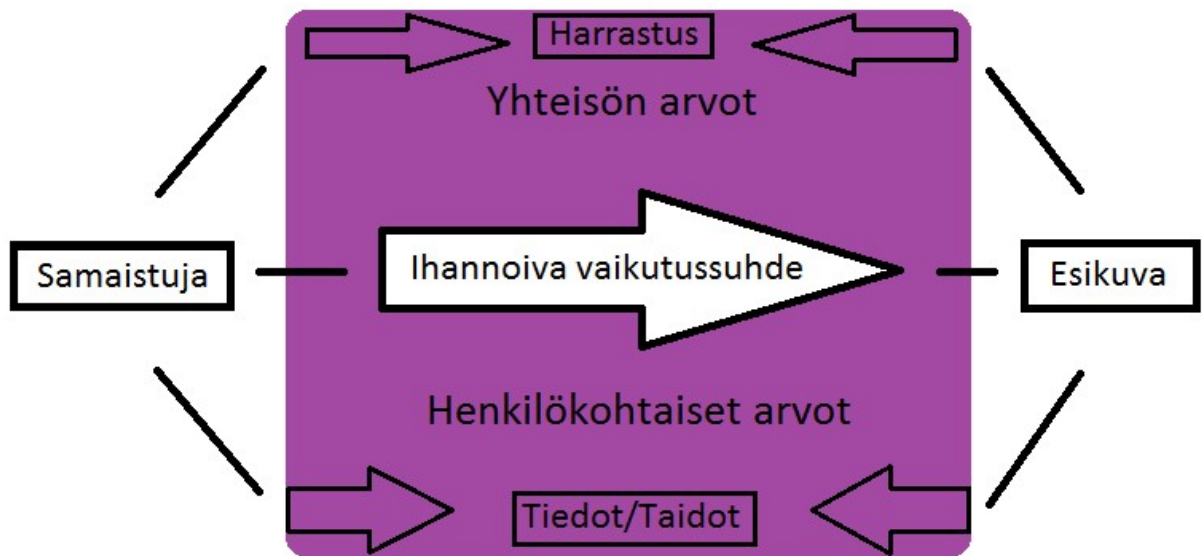 Harrastus
Yhteisön arvot
Samaistuja
Ihannoiva vaikutussuhde
Esikuva
Henkilökohtaiset arvot
Tiedot/Taidot